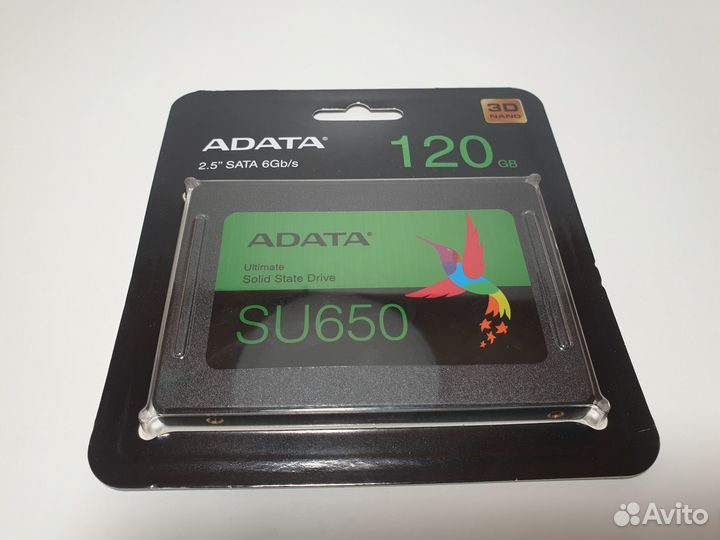 3D
NAND
ADATA®
120 GB
2.5" SATA 6Gb/s
ADATA®
Ultimate
Solid State Drive
SU650
Avito